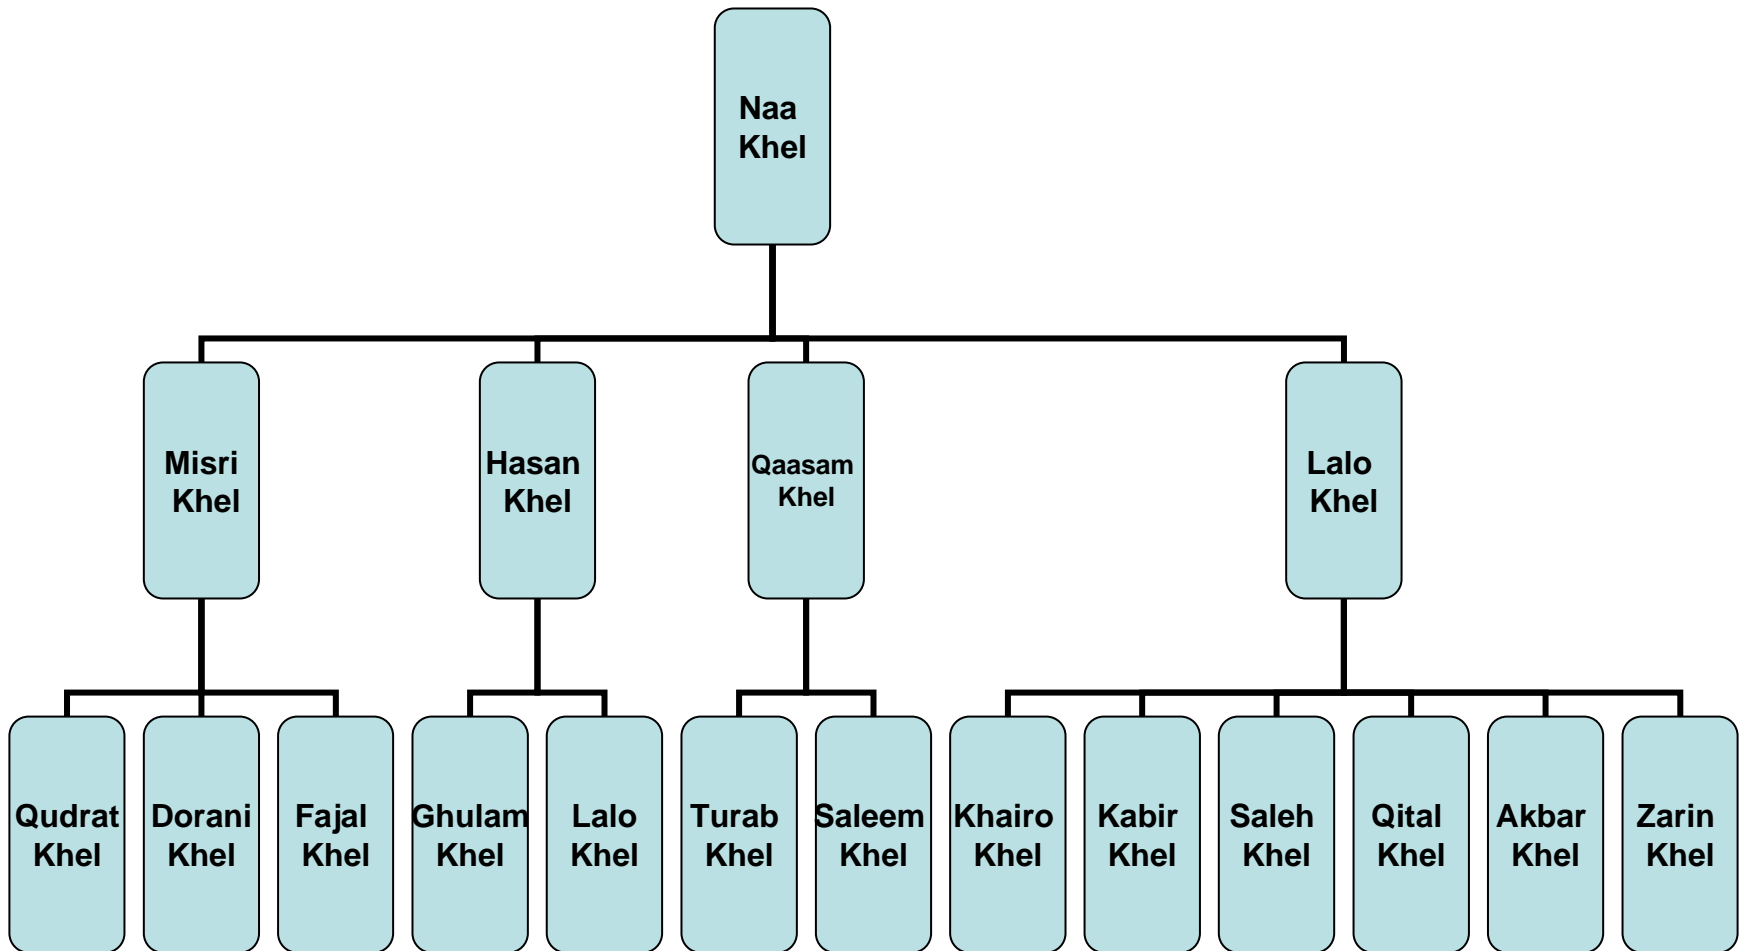 Naa
Khel
Misri
Khel
Hasan
Khel
Qaasam
Khel
Lalo
Khel
Qudrat
Khel
Dorani
Khel
Fajal
Khel
Ghulam
Khel
Lalo
Khel
Turab
Khel
Saleem
Khel
Khairo
Khel
Kabir
Khel
Saleh
Khel
Qital
Khel
Akbar
Khel
Zarin
Khel